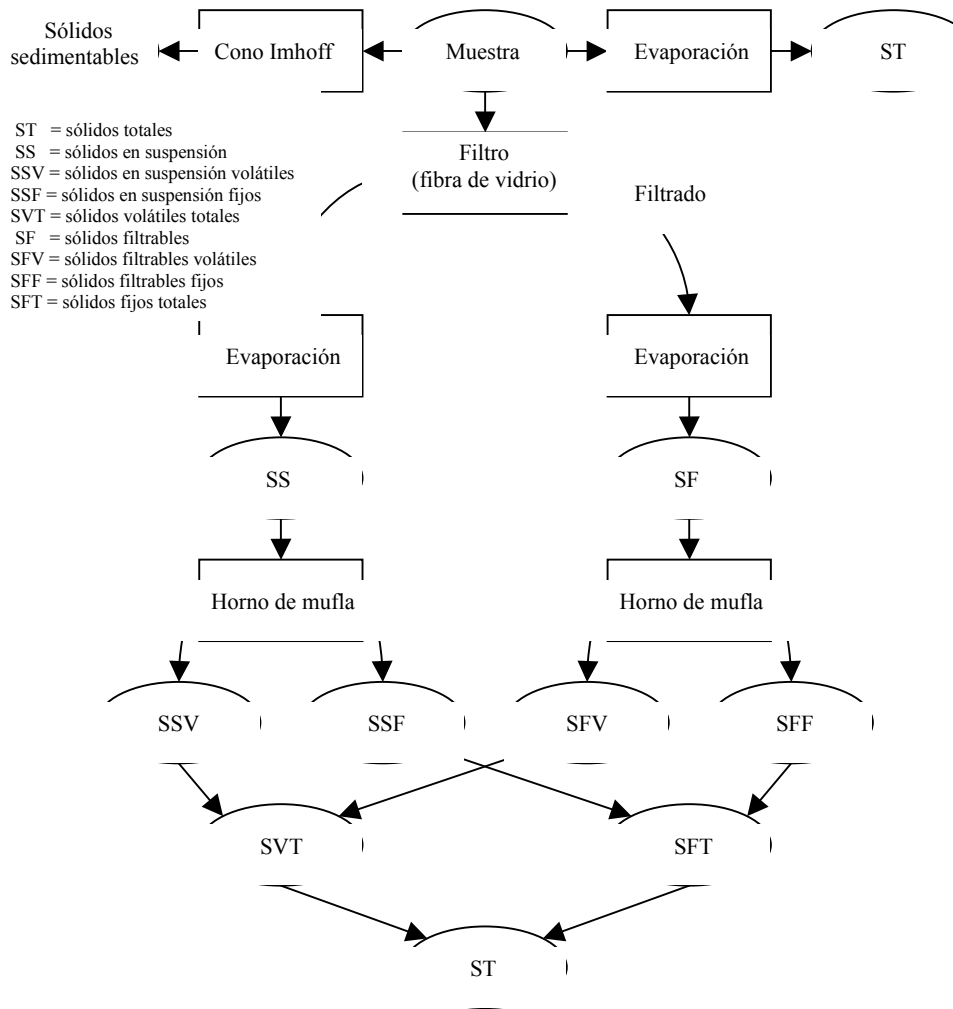 Sólidos
sedimentables
Cono Imhoff
Muestra
Evaporación
ST
ST = sólidos totales
SS = sólidos en suspensión
SSV = sólidos en suspensión volátiles
SSF = sólidos en suspensión fijos
SVT = sólidos volátiles totales
SF = sólidos filtrables
SFV = sólidos filtrables volátiles
SFF = sólidos filtrables fijos
SFT = sólidos fijos totales
Filtro
(fibra de vidrio)
Filtrado
Evaporación
Evaporación
SS
SF
Horno de mufla
Horno de mufla
SSV
SSF
SFV
SFF
SVT
SFT
ST